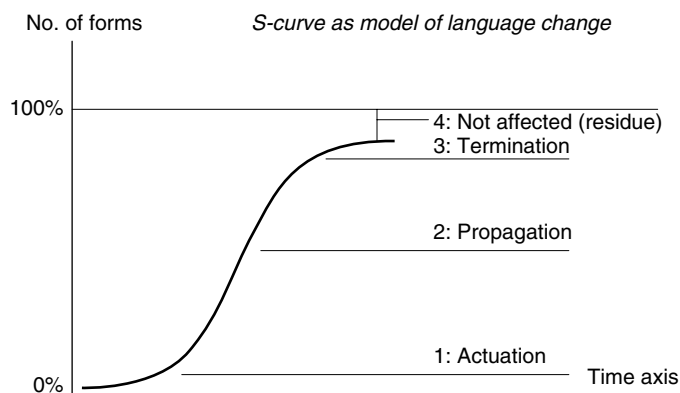 No. of forms
S-curve as model of language change
100%
4: Not affected (residue)
3: Termination
2: Propagation
1: Actuation
0%
Time axis